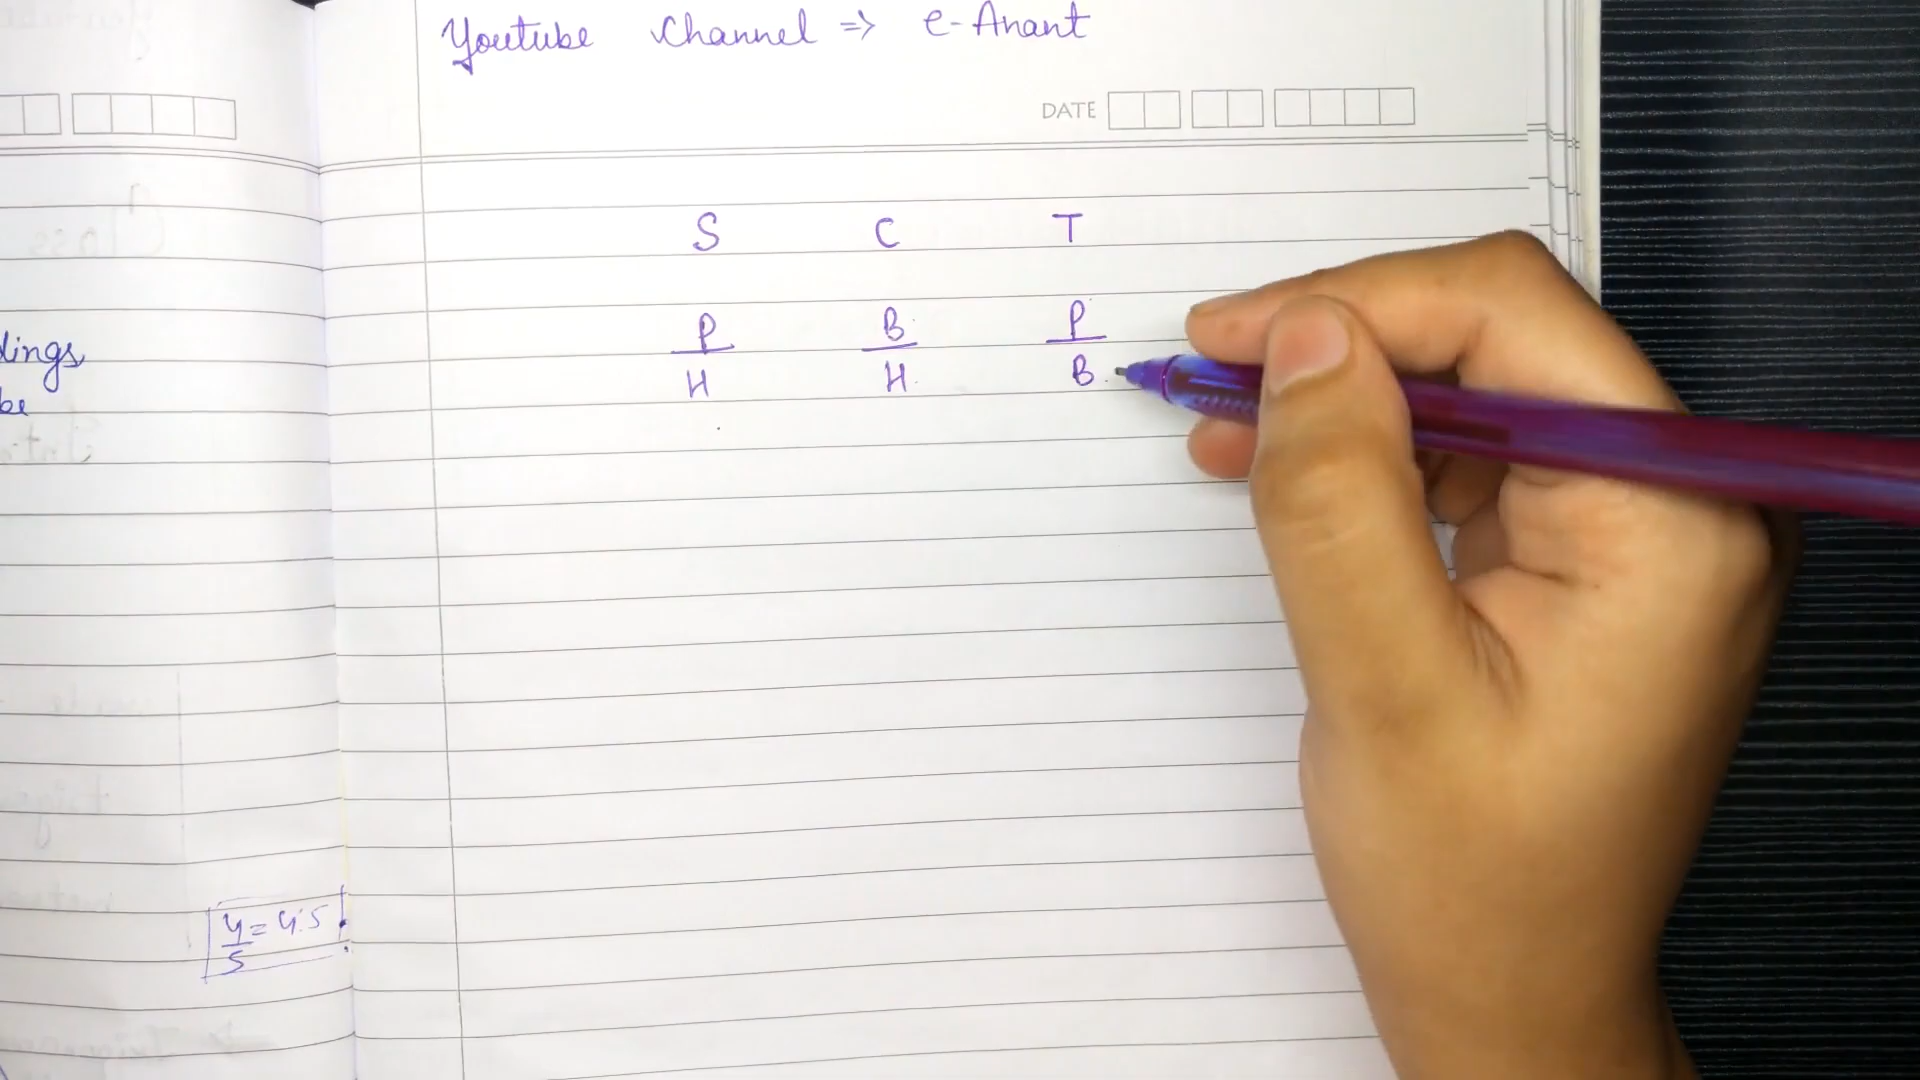 Youtube Channel => e-Anant
DATE
S C T
P/H B/H P/B
dings
be
y/5 = 4.5